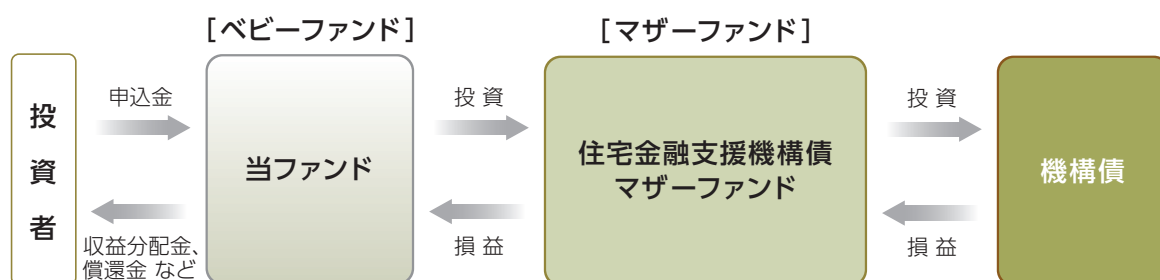 [ベビーファンド]
[マザーファンド]
投資者
申込金
収益分配金、
償還金 など
当ファンド
投 資
損 益
住宅金融支援機構債
マザーファンド
投 資
損 益
機構債